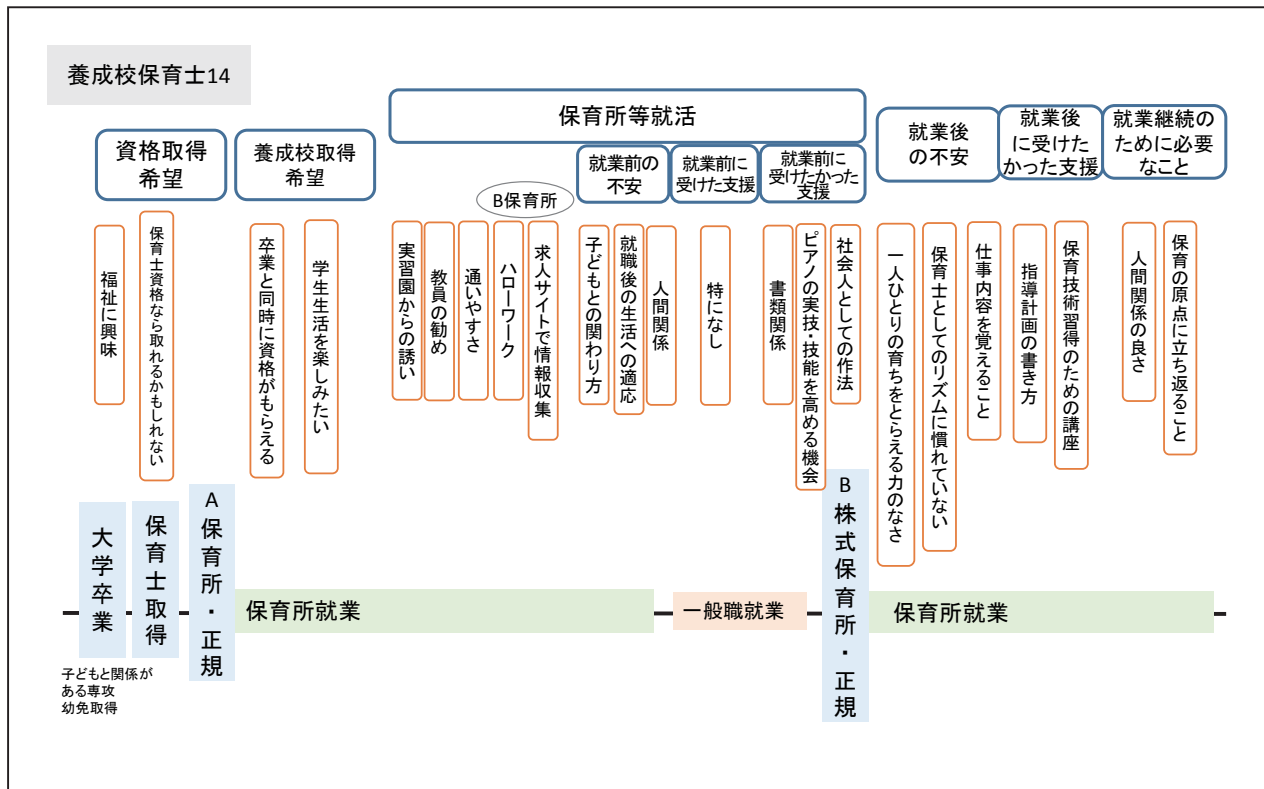 養成校保育士14
資格取得
希望
養成校取得
希望
保育所等就活
就業前の
不安
就業前に
受けた支援
就業前に
受けたかった
支援
就業後
の不安
就業後
に受けた
かった支援
就業継続の
ために必要
なこと
B保育所
福祉に興味
保育士資格なら取れるかもしれない
卒業と同時に資格がもらえる
学生生活を楽しみたい
実習園からの誘い
教員の勧め
通いやすさ
ハローワーク
求人サイトで情報収集
子どもとの関わり方
就職後の生活への適応
人間関係
特になし
書類関係
ピアノの実技・技能を高める機会
社会人としての作法
一人ひとりの育ちをとらえる力のなさ
保育士としてのリズムに慣れていない
仕事内容を覚えること
指導計画の書き方
保育技術習得のための講座
人間関係の良さ
保育の原点に立ち返ること
大学卒業
保育士取得
A保育所・正規
保育所就業
一般職就業
B株式保育所・正規
保育所就業
子どもと関係が
ある専攻
幼免取得